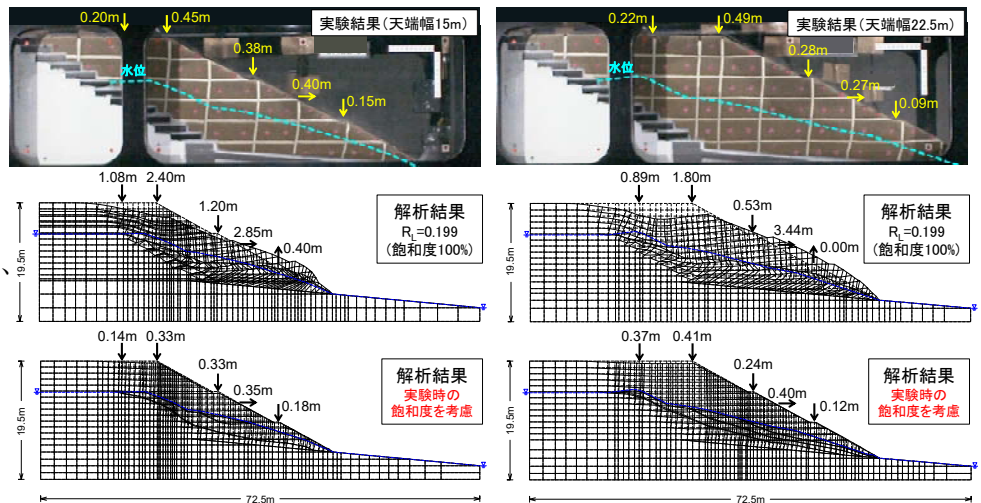 実験結果(天端幅15m)
0.20m
0.45m
0.38m
0.40m
0.15m
水位
実験結果(天端幅22.5m)
0.22m
0.49m
0.28m
0.27m
0.09m
水位
1.08m
2.40m
1.20m
2.85m
0.40m
19.5m
解析結果
RL=0.199
(飽和度100%)
0.89m
1.80m
0.53m
3.44m
0.00m
19.5m
解析結果
RL=0.199
(飽和度100%)
、
0.14m
0.33m
0.33m
0.35m
0.18m
19.5m
解析結果
実験時の
飽和度を考慮
72.5m
0.37m
0.41m
0.24m
0.40m
0.12m
19.5m
解析結果
実験時の
飽和度を考慮
72.5m